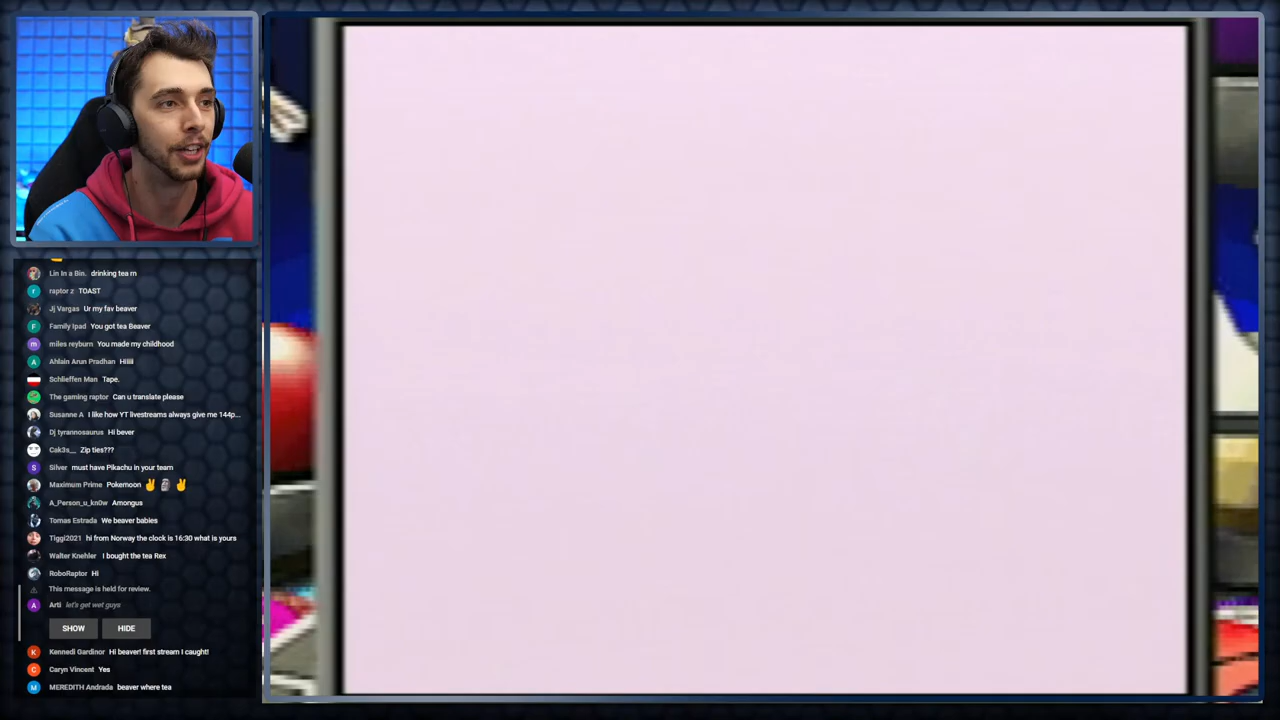 Lin In a Bin. drinking tea rn
raptor z TOAST
Jj Vargas Ur my fav beaver
Family Ipad You got tea Beaver
miles reyburn You made my childhood
Ahlain Arun Pradhan Hiiiii
Schlieffen Man Tape.
The gaming raptor Can u translate please
Susanne A I like how YT livestreams always give me 144p...
Dj tyrannosaurus Hi bever
Cak3s__ Zip ties???
Silver must have Pikachu in your team
Maximum Prime Pokemoon ✌️ 🗿 ✌️
A_Person_u_kn0w Amongus
Tomas Estrada We beaver babies
Tiggi2021 hi from Norway the clock is 16:30 what is yours
Walter Knehler I bought the tea Rex
RoboRaptor Hi
This message is held for review.
Arti let's get wet guys
SHOW HIDE
Kennedi Gardinor Hi beaver! first stream I caught!
Caryn Vincent Yes
MEREDITH Andrada beaver where tea